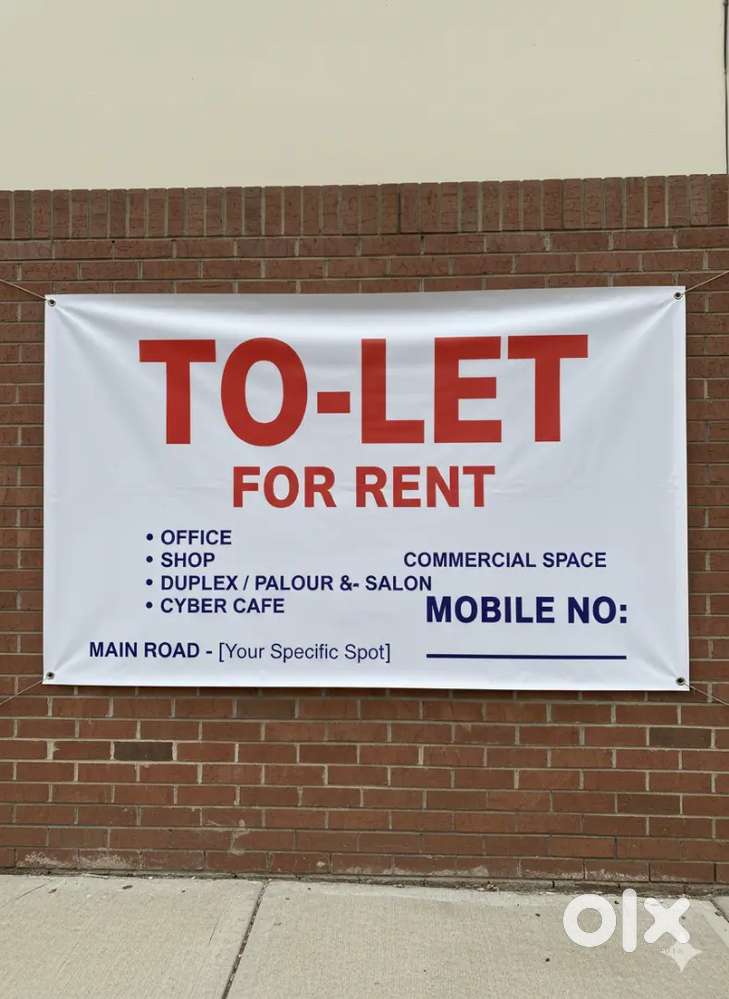 TO-LET
FOR RENT
• OFFICE
• SHOP
• DUPLEX / PALOUR &- SALON
• CYBER CAFE
COMMERCIAL SPACE
MOBILE NO:
MAIN ROAD - [Your Specific Spot]
olx